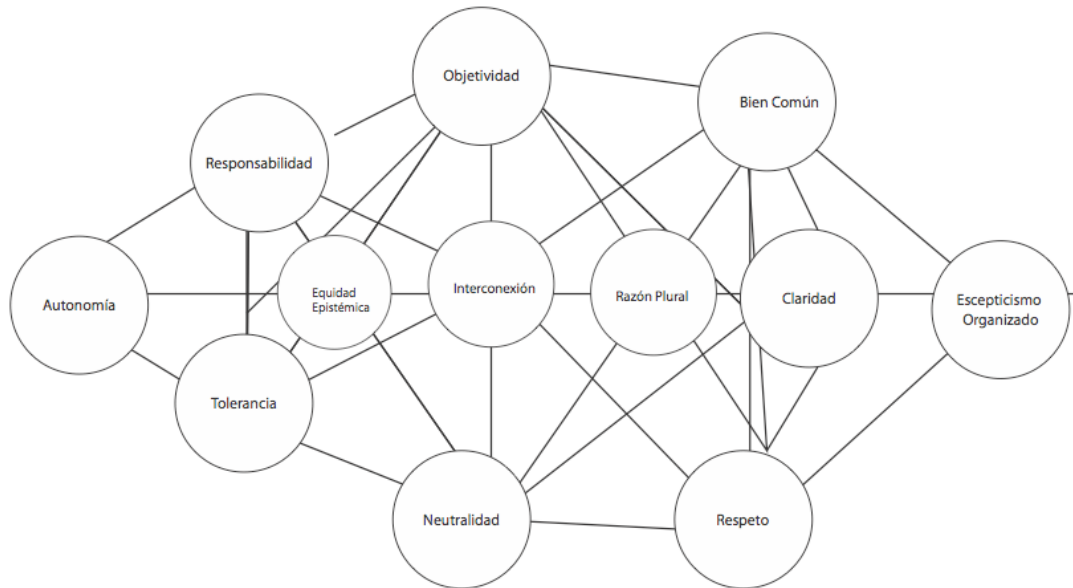 Objetividad
Bien Común
Responsabilidad
Autonomía
Equidad
Epistémica
Interconexión
Razón Plural
Claridad
Escepticismo
Organizado
Tolerancia
Neutralidad
Respeto